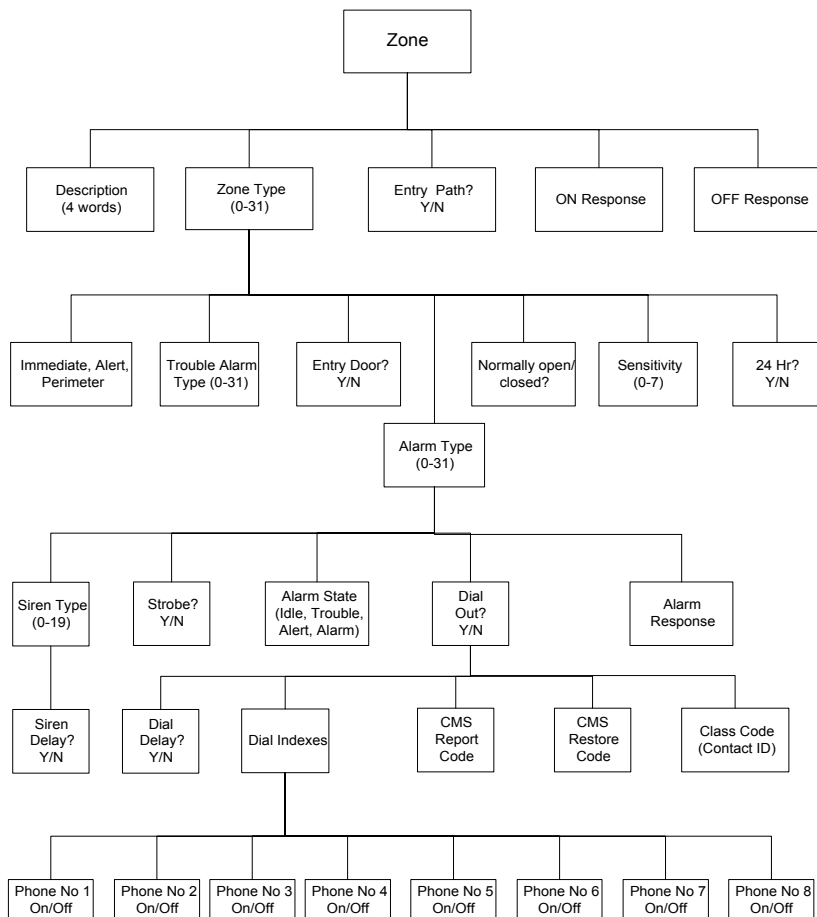 Zone
Description
(4 words)
Zone Type
(0-31)
Entry Path?
Y/N
ON Response
OFF Response
Immediate, Alert,
Perimeter
Trouble Alarm
Type (0-31)
Entry Door?
Y/N
Normally open/
closed?
Sensitivity
(0-7)
24 Hr?
Y/N
Alarm Type
(0-31)
Siren Type
(0-19)
Strobe?
Y/N
Alarm State
(Idle, Trouble,
Alert, Alarm)
Dial
Out?
Y/N
Alarm
Response
Siren
Delay?
Y/N
Dial
Delay?
Y/N
Dial Indexes
CMS
Report
Code
CMS
Restore
Code
Class Code
(Contact ID)
Phone No 1
On/Off
Phone No 2
On/Off
Phone No 3
On/Off
Phone No 4
On/Off
Phone No 5
On/Off
Phone No 6
On/Off
Phone No 7
On/Off
Phone No 8
On/Off